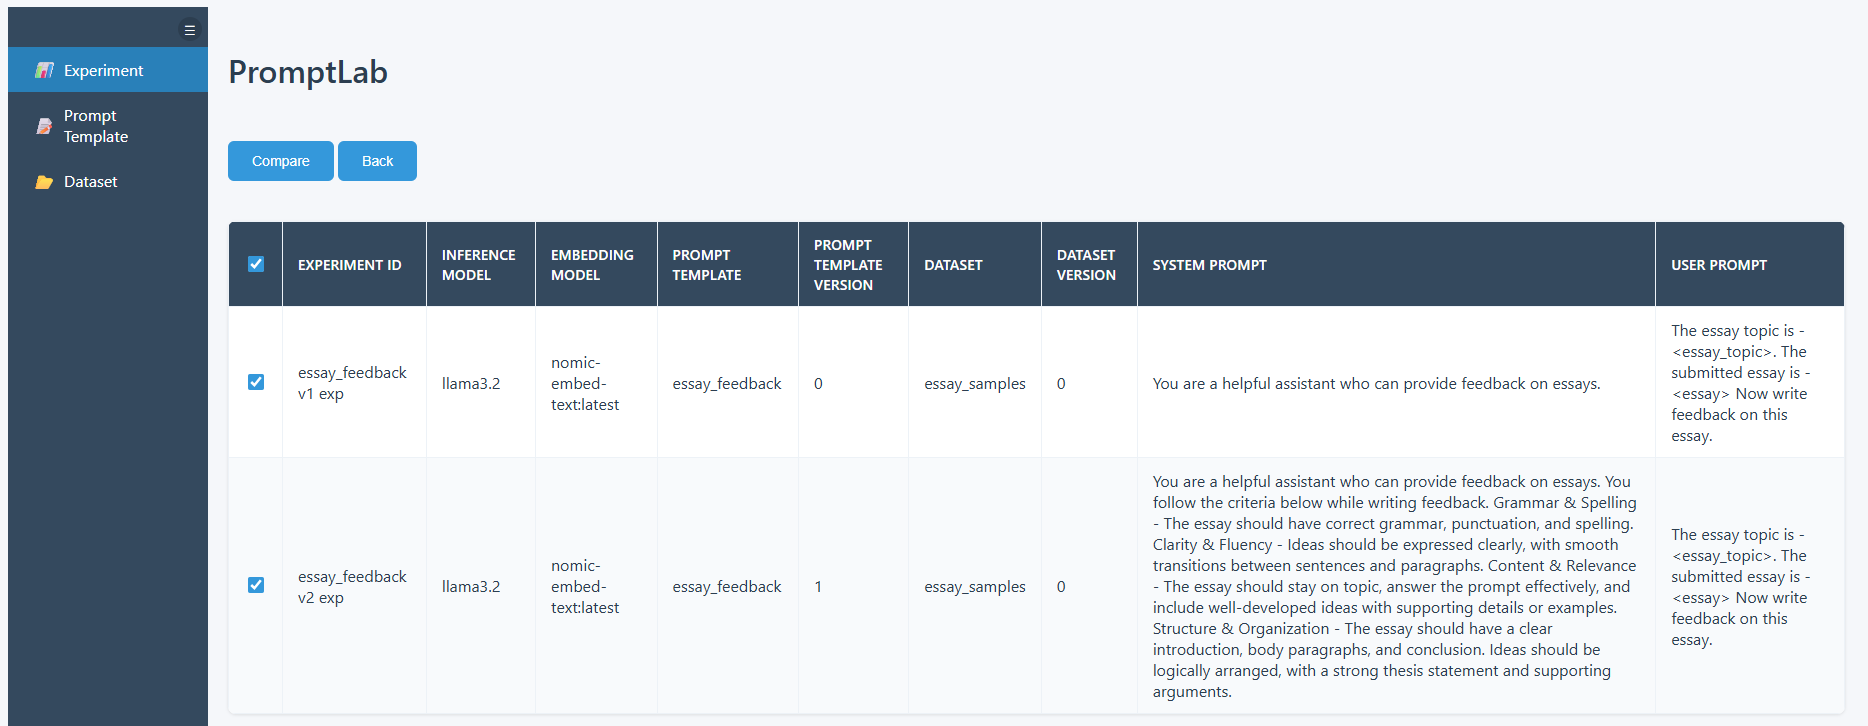 ☰
Experiment
Prompt
Template
Dataset
PromptLab
Compare
Back
EXPERIMENT ID
INFERENCE
MODEL
EMBEDDING
MODEL
PROMPT
TEMPLATE
PROMPT
TEMPLATE
VERSION
DATASET
DATASET
VERSION
SYSTEM PROMPT
USER PROMPT
essay_feedback
v1 exp
llama3.2
nomic-
embed-
text:latest
essay_feedback
0
essay_samples
0
You are a helpful assistant who can provide feedback on essays.
The essay topic is -
<essay_topic>. The
submitted essay is -
<essay> Now write
feedback on this
essay.
essay_feedback
v2 exp
llama3.2
nomic-
embed-
text:latest
essay_feedback
1
essay_samples
0
You are a helpful assistant who can provide feedback on essays. You
follow the criteria below while writing feedback. Grammar & Spelling
- The essay should have correct grammar, punctuation, and spelling.
Clarity & Fluency - Ideas should be expressed clearly, with smooth
transitions between sentences and paragraphs. Content & Relevance
- The essay should stay on topic, answer the prompt effectively, and
include well-developed ideas with supporting details or examples.
Structure & Organization - The essay should have a clear
introduction, body paragraphs, and conclusion. Ideas should be
logically arranged, with a strong thesis statement and supporting
arguments.
The essay topic is -
<essay_topic>. The
submitted essay is -
<essay> Now write
feedback on this
essay.